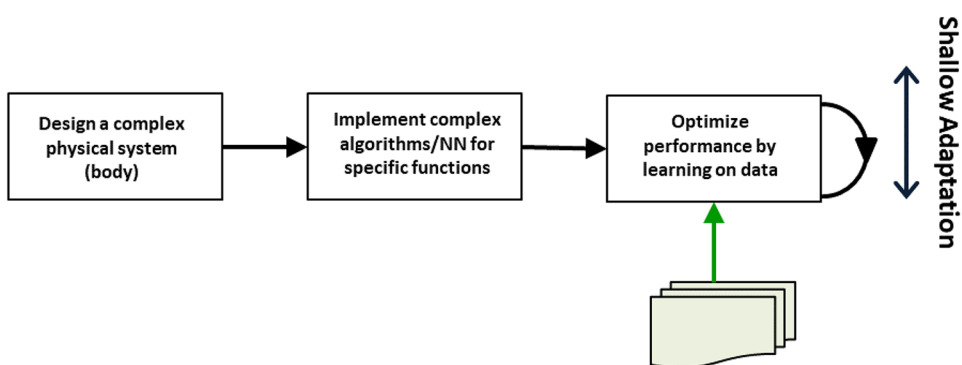 Design a complex
physical system
(body)
Implement complex
algorithms/NN for
specific functions
Optimize
performance by
learning on data
Shallow Adaptation